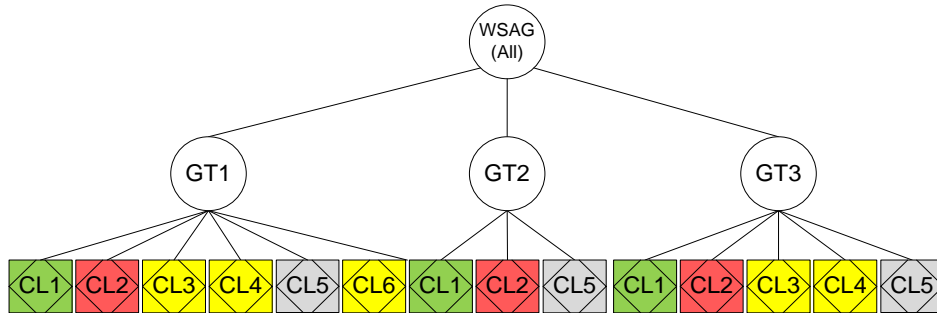 WSAG
(All)
GT1
GT2
GT3
CL1 CL2 CL3 CL4 CL5 CL6 CL1 CL2 CL5 CL1 CL2 CL3 CL4 CL5